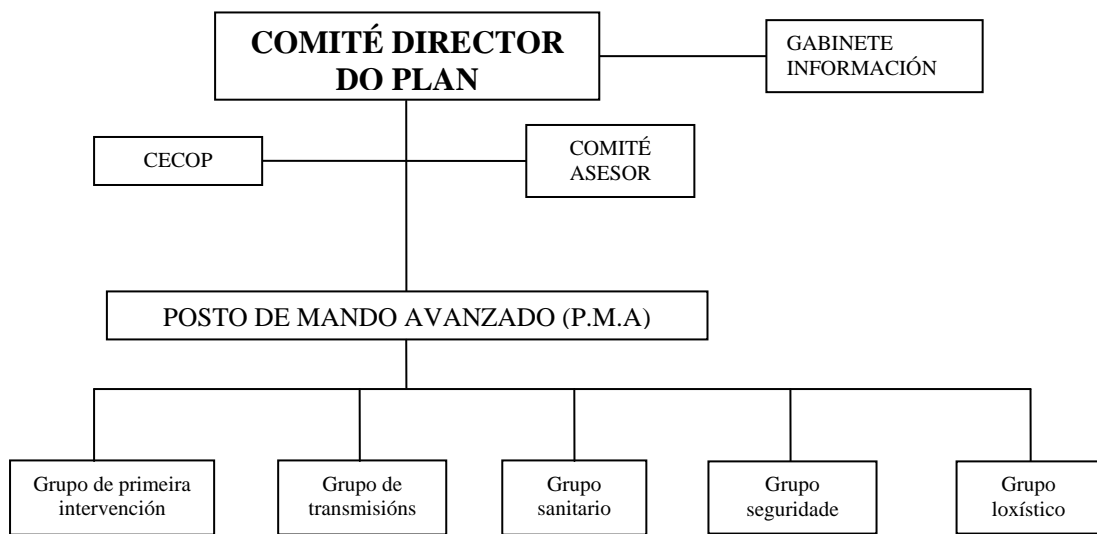 COMITÉ DIRECTOR
DO PLAN
GABINETE
INFORMACIÓN
CECOP
COMITÉ
ASESOR
POSTO DE MANDO AVANZADO (P.M.A)
Grupo de primeira
intervención
Grupo de
transmisións
Grupo
sanitario
Grupo
seguridade
Grupo
loxístico